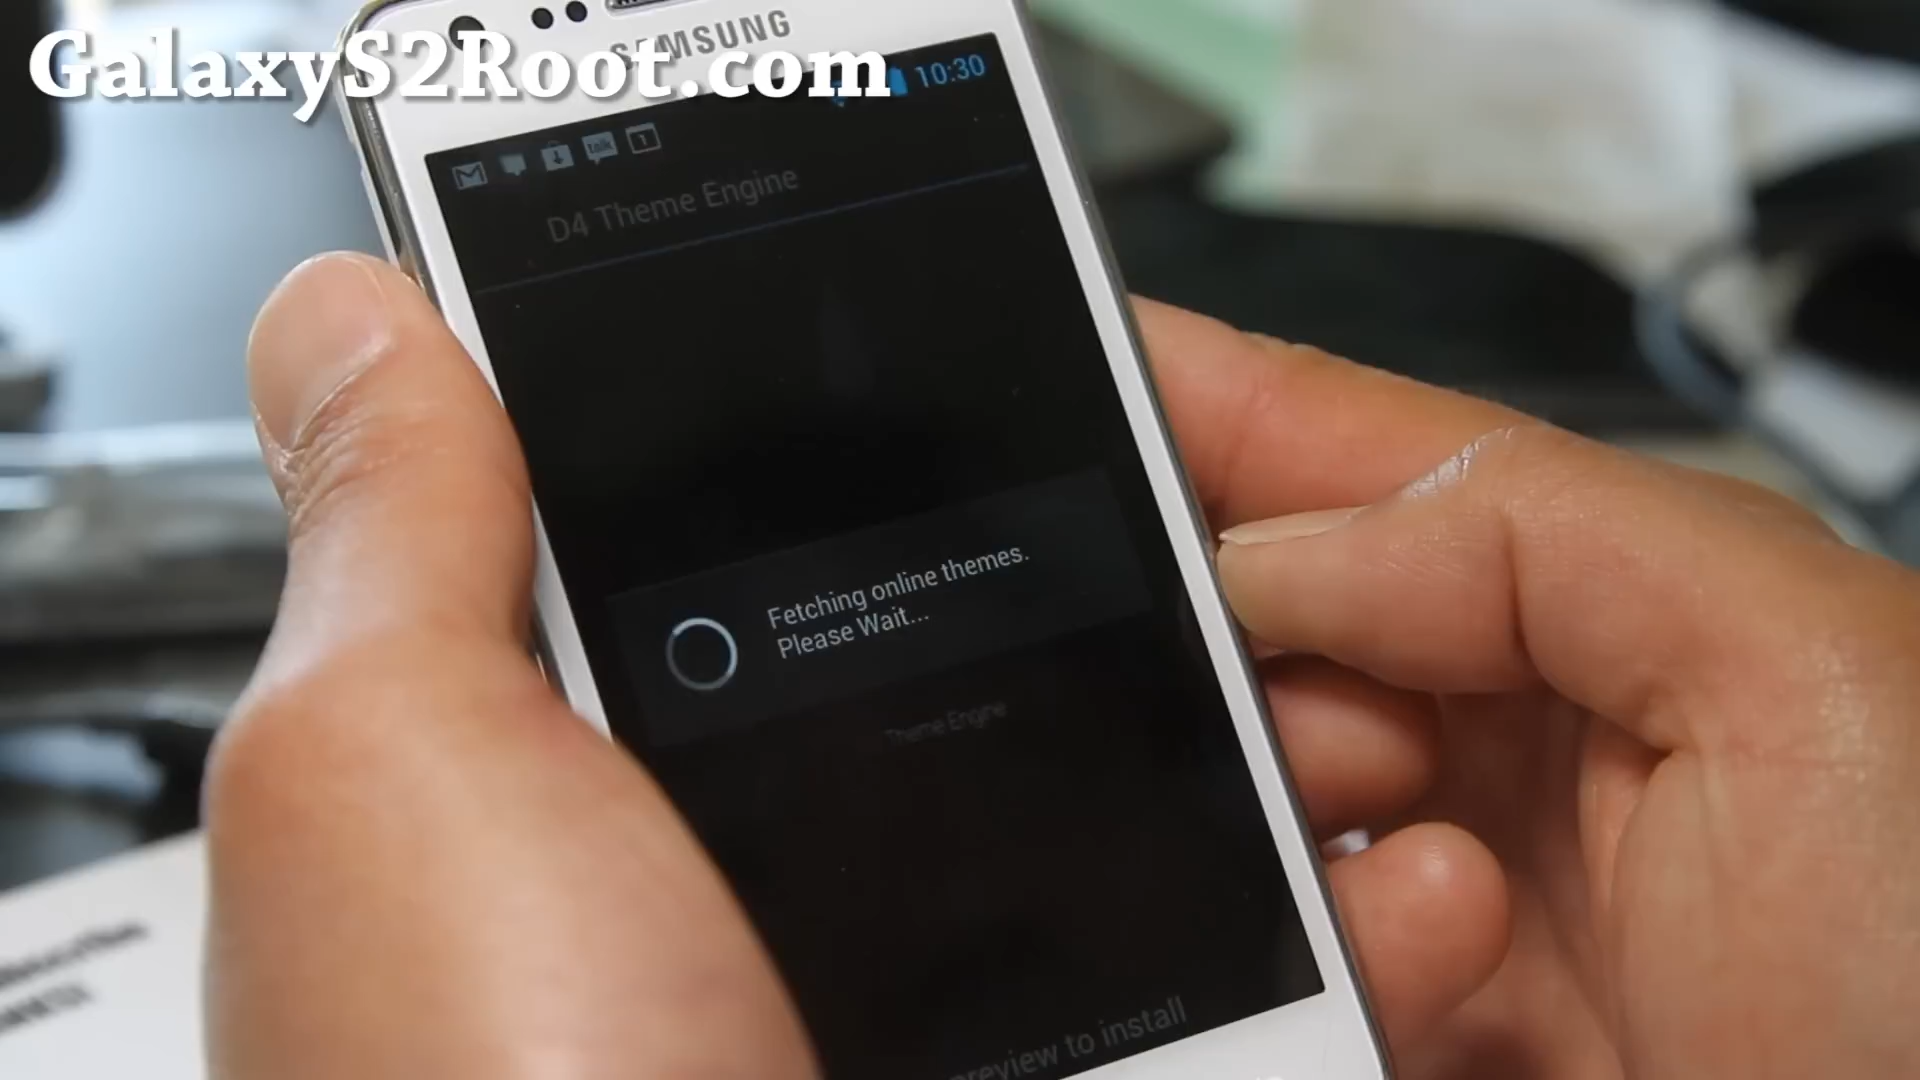 GalaxyS2Root.com
SAMSUNG
10:30
talk
1
D4 Theme Engine
Fetching online themes.
Please Wait...
Theme Engine
preview to install